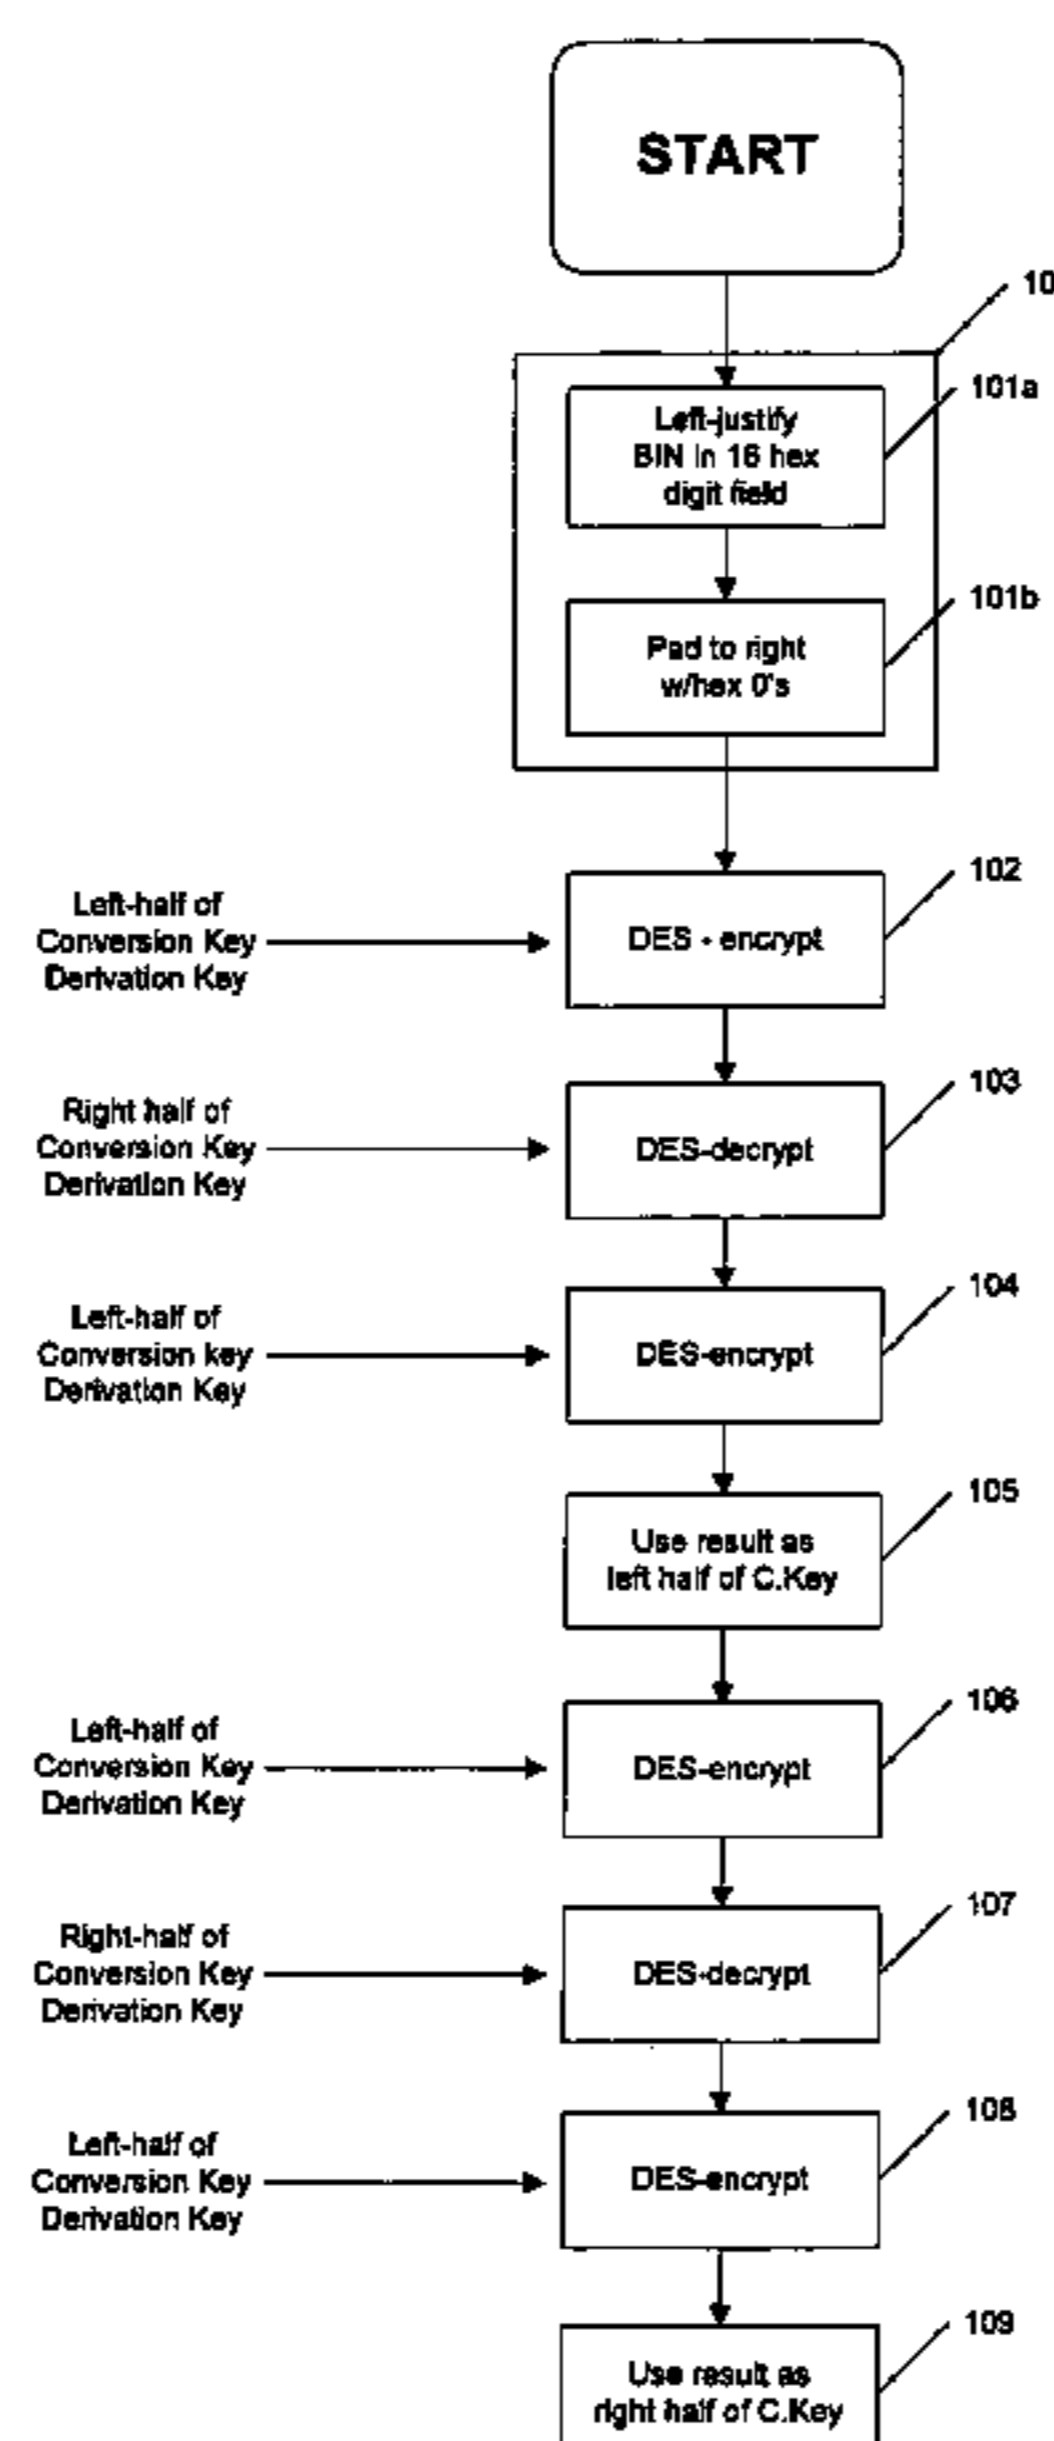 START
10
101a
Left-justify
BIN in 16 hex
digit field
101b
Pad to right
w/hex 0's
102
Left-half of
Conversion Key
Derivation Key
DES - encrypt
103
Right half of
Conversion Key
Derivation Key
DES-decrypt
104
Left-half of
Conversion key
Derivation Key
DES-encrypt
105
Use result as
left half of C.Key
106
Left-half of
Conversion Key
Derivation Key
DES-encrypt
107
Right-half of
Conversion Key
Derivation Key
DES-decrypt
108
Left-half of
Conversion Key
Derivation Key
DES-encrypt
109
Use result as
right half of C.Key